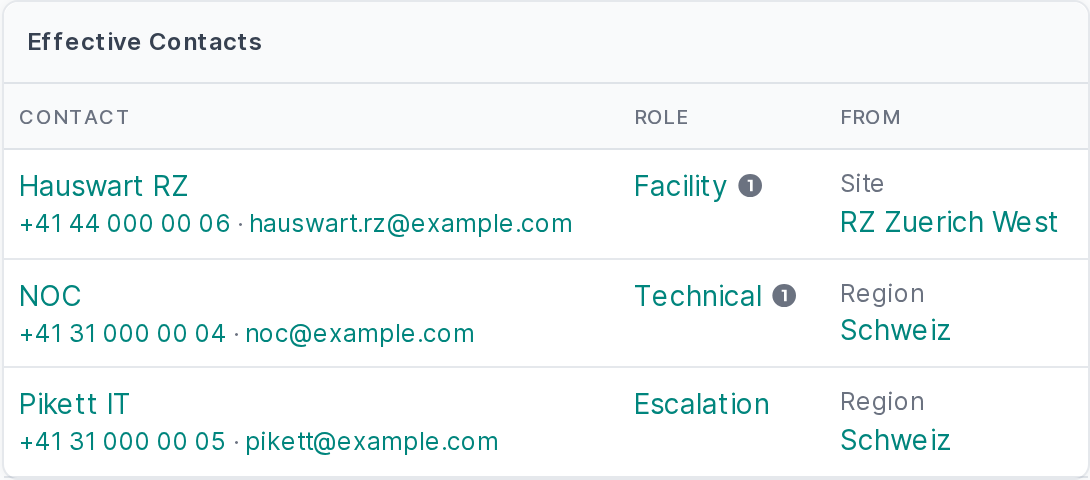 Effective Contacts
CONTACT ROLE FROM
Hauswart RZ Facility 1 Site
+41 44 000 00 06 · hauswart.rz@example.com RZ Zuerich West
NOC Technical 1 Region
+41 31 000 00 04 · noc@example.com Schweiz
Pikett IT Escalation Region
+41 31 000 00 05 · pikett@example.com Schweiz